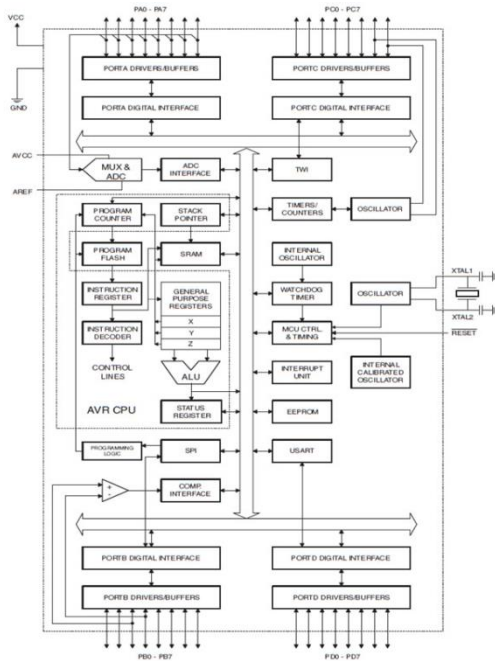 PA0 - PA7
PC0 - PC7
VCC
PORTA DRIVERS/BUFFERS
PORTC DRIVERS/BUFFERS
GND
PORTA DIGITAL INTERFACE
PORTC DIGITAL INTERFACE
AVCC
MUX &
ADC
ADC
INTERFACE
TWI
AREF
PROGRAM
COUNTER
STACK
POINTER
TIMERS/
COUNTERS
OSCILLATOR
PROGRAM
FLASH
SRAM
INTERNAL
OSCILLATOR
XTAL1
INSTRUCTION
REGISTER
GENERAL
PURPOSE
REGISTERS
WATCHDOG
TIMER
OSCILLATOR
X
XTAL2
INSTRUCTION
DECODER
Y
MCU CTRL.
& TIMING
RESET
Z
CONTROL
LINES
ALU
INTERRUPT
UNIT
INTERNAL
CALIBRATED
OSCILLATOR
AVR CPU
STATUS
REGISTER
EEPROM
PROGRAMMING
LOGIC
SPI
USART
+
-
COMP.
INTERFACE
PORTB DIGITAL INTERFACE
PORTD DIGITAL INTERFACE
PORTB DRIVERS/BUFFERS
PORTD DRIVERS/BUFFERS
PB0 - PB7
PD0 - PD7